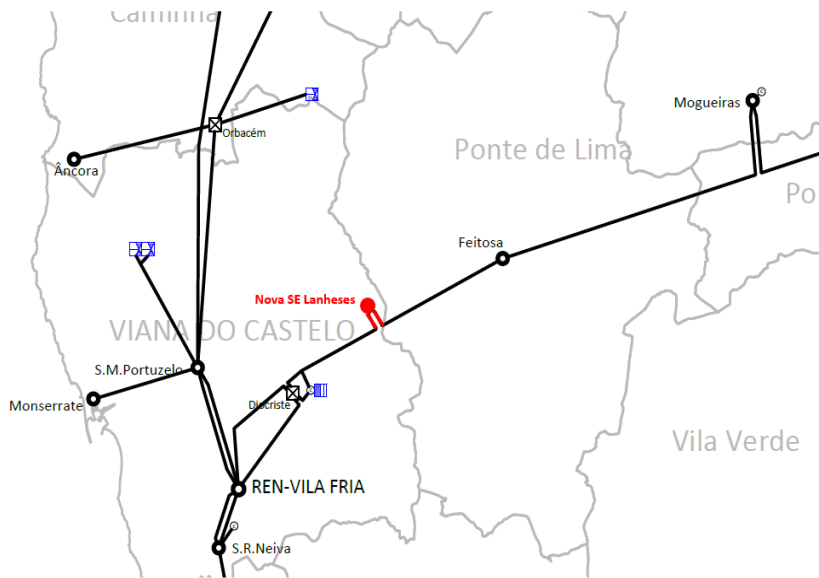 Caminha
Mogueiras
Orbacém
Ponte de Lima
Âncora
Po
Feitosa
Nova SE Lanheses
VIANA DO CASTELO
S.M.Portuzelo
Monserrate
Diocriste
Vila Verde
REN-VILA FRIA
S.R.Neiva